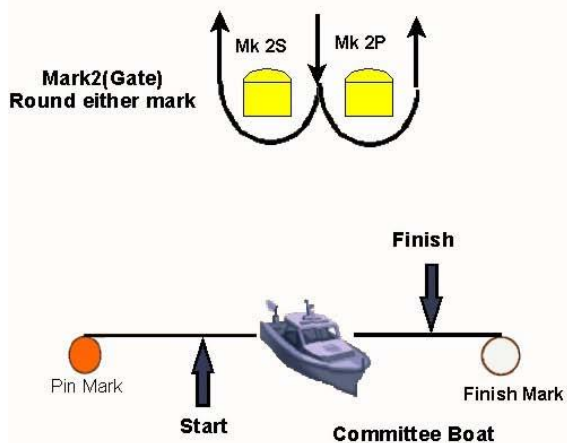 Mk 2S
Mk 2P
Mark2(Gate)
Round either mark
Finish
Pin Mark
Finish Mark
Start
Committee Boat